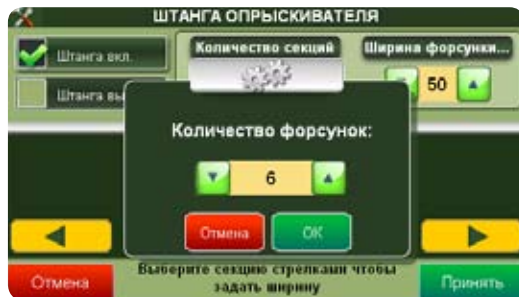 ШТАНГА ОПРЫСКИВАТЕЛЯ
Штанга вкл.
Количество секций
Ширина форсунки...
Штанга вы
50
Количество форсунок:
6
Отмена
ОК
Отмена
Выберите секцию стрелками чтобы
задать ширину
Принять